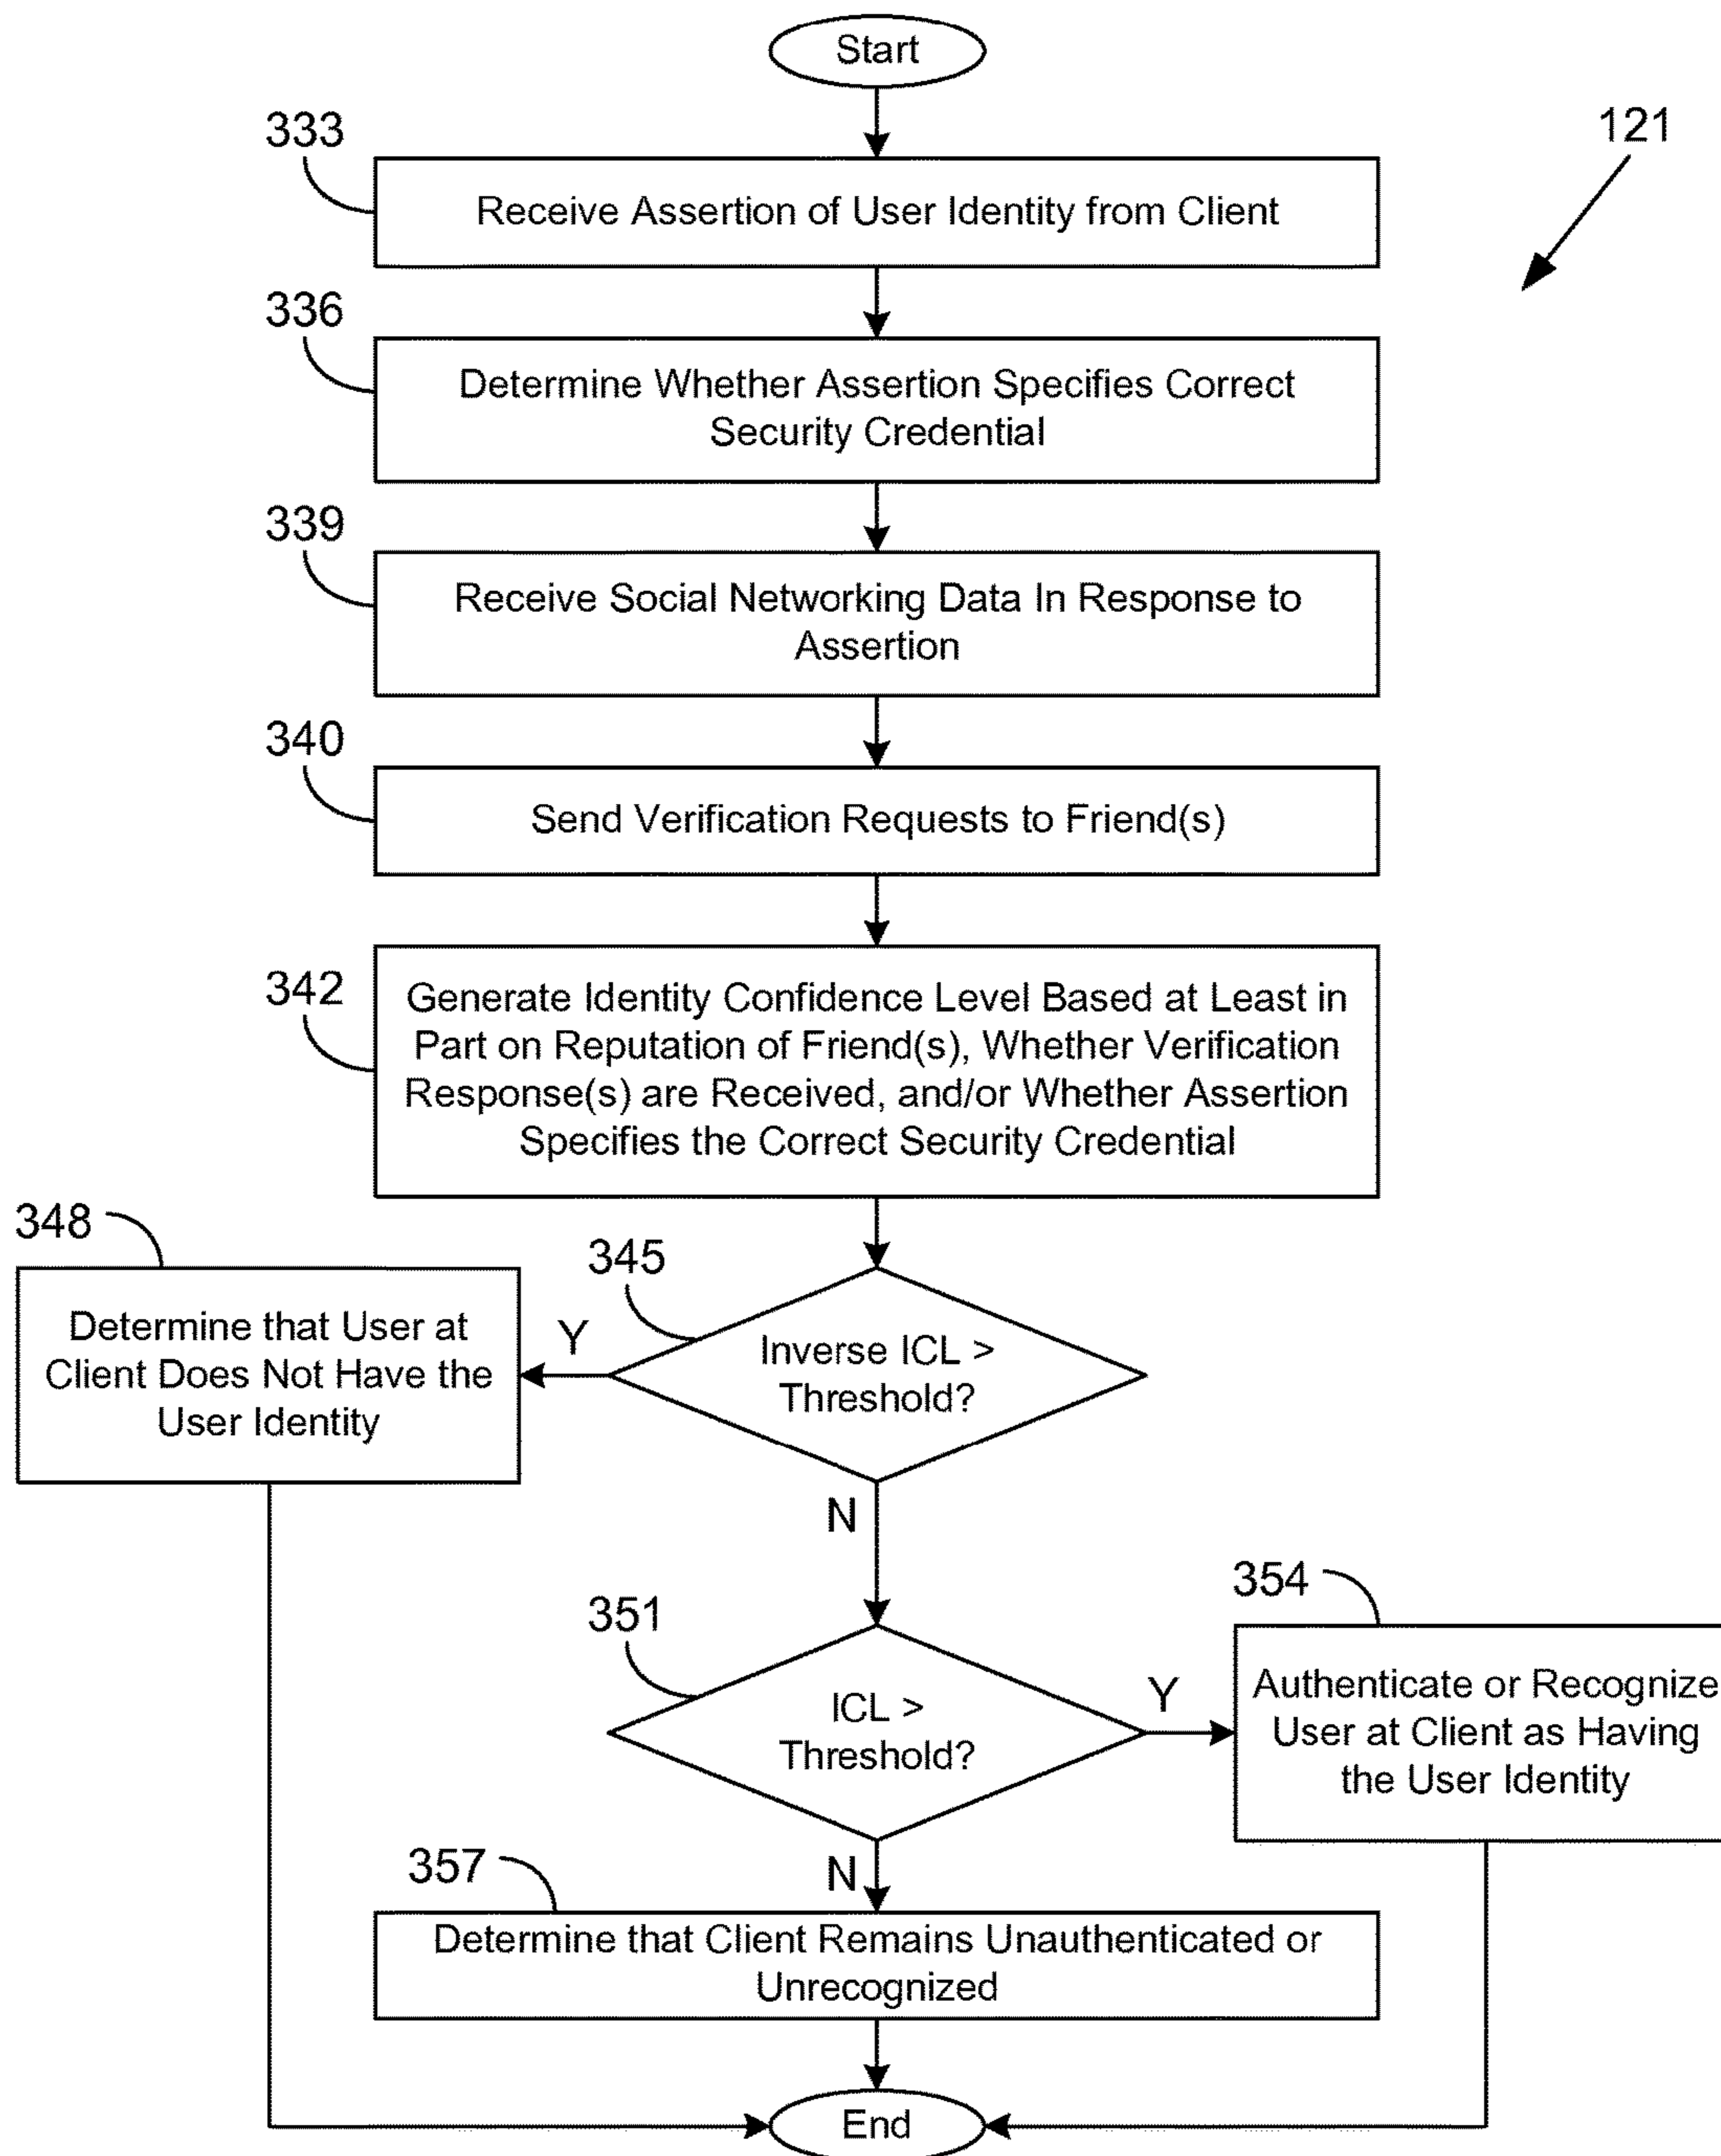 Start
333
121
Receive Assertion of User Identity from Client
336
Determine Whether Assertion Specifies Correct
Security Credential
339
Receive Social Networking Data In Response to
Assertion
340
Send Verification Requests to Friend(s)
342
Generate Identity Confidence Level Based at Least in
Part on Reputation of Friend(s), Whether Verification
Response(s) are Received, and/or Whether Assertion
Specifies the Correct Security Credential
348
345
Determine that User at
Client Does Not Have the
User Identity
Y
Inverse ICL >
Threshold?
N
354
351
ICL >
Threshold?
Y
Authenticate or Recognize
User at Client as Having
the User Identity
357
N
Determine that Client Remains Unauthenticated or
Unrecognized
End